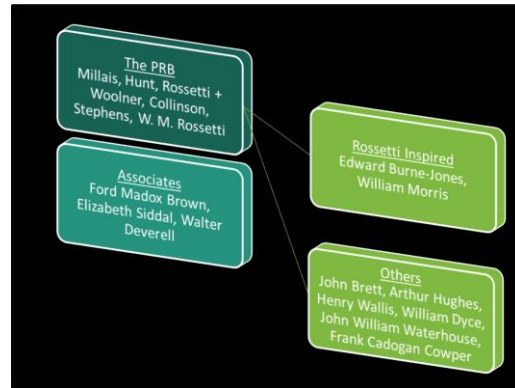 The PRB
Millais, Hunt, Rossetti +
Woolner, Collinson,
Stephens, W. M. Rossetti
Associates
Ford Madox Brown,
Elizabeth Siddal, Walter
Deverell
Rossetti Inspired
Edward Burne-Jones,
William Morris
Others
John Brett, Arthur Hughes,
Henry Wallis, William Dyce,
John William Waterhouse,
Frank Cadogan Cowper